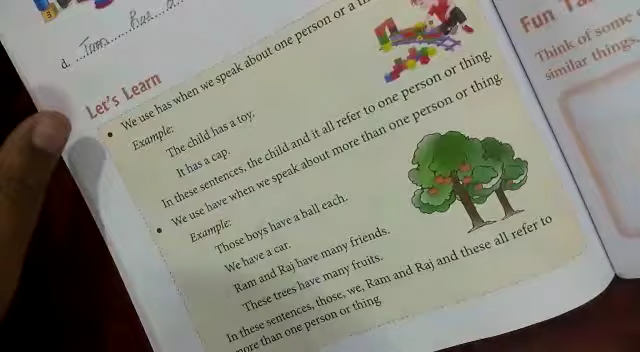 d. Tanu has a
Let's Learn
• We use has when we speak about one person or a
Example:
The child has a toy.
It has a cap.
In these sentences, the child and it all refer to one person or thing.
• We use have when we speak about more than one person or thing.
Example:
Those boys have a ball each.
We have a car.
Ram and Raj have many friends.
These trees have many fruits.
In these sentences, those, we, Ram and Raj and these all refer to
more than one person or thing
Fun
Think of some
similar things.